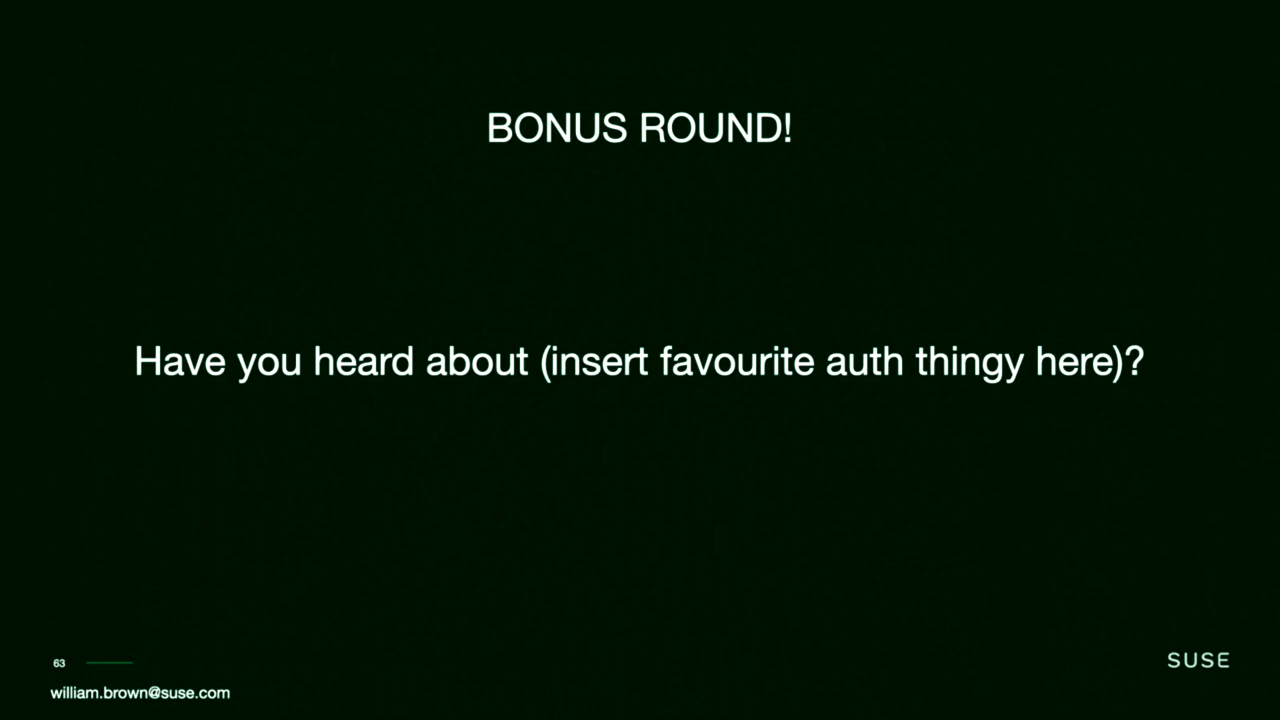 BONUS ROUND!
Have you heard about (insert favourite auth thingy here)?
63
SUSE
william.brown@suse.com